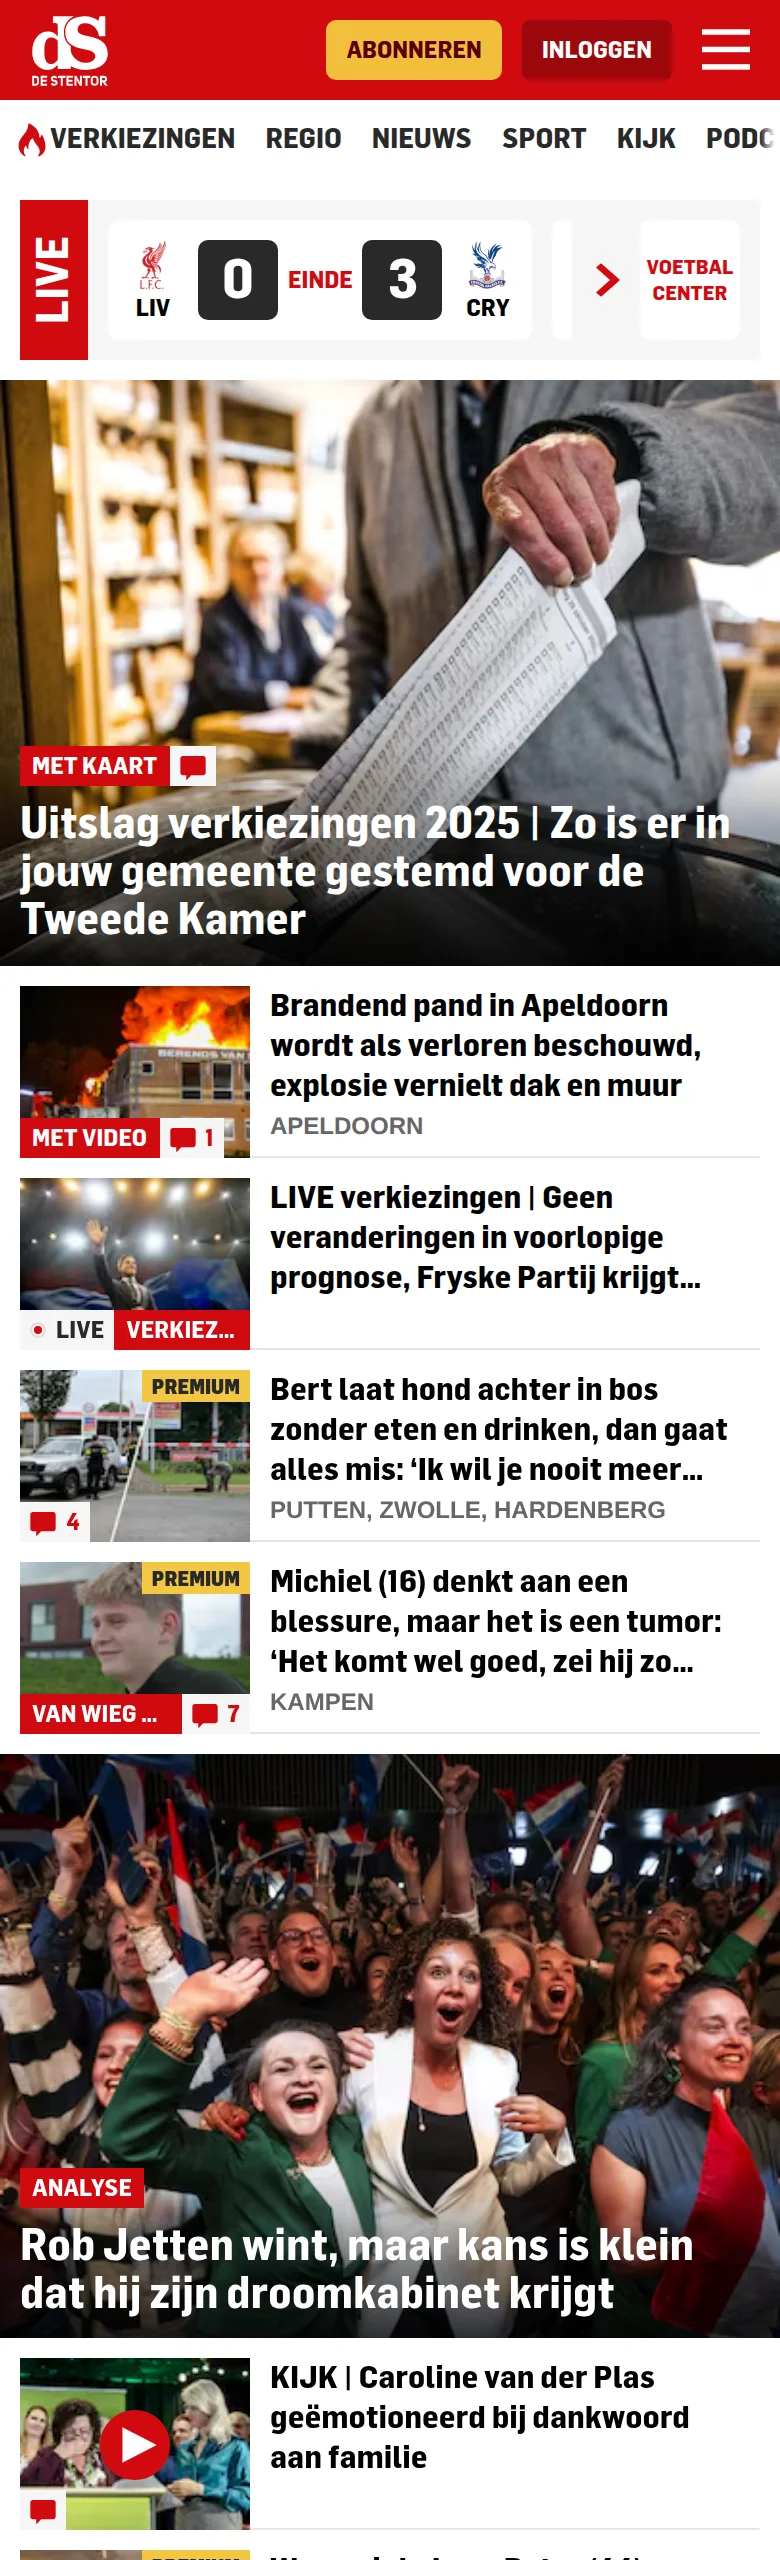 dS
DE STENTOR
ABONNEREN
INLOGGEN
VERKIEZINGEN REGIO NIEUWS SPORT KIJK PODC
LIVE
L.F.C.
LIV
0
EINDE
3
CRY
VOETBAL
CENTER
MET KAART
Uitslag verkiezingen 2025 | Zo is er in
jouw gemeente gestemd voor de
Tweede Kamer
BERENDS VAN
MET VIDEO 1
Brandend pand in Apeldoorn
wordt als verloren beschouwd,
explosie vernielt dak en muur
APELDOORN
LIVE VERKIEZ...
LIVE verkiezingen | Geen
veranderingen in voorlopige
prognose, Fryske Partij krijgt...
PREMIUM
4
Bert laat hond achter in bos
zonder eten en drinken, dan gaat
alles mis: ‘Ik wil je nooit meer...
PUTTEN, ZWOLLE, HARDENBERG
PREMIUM
VAN WIEG ... 7
Michiel (16) denkt aan een
blessure, maar het is een tumor:
‘Het komt wel goed, zei hij zo...
KAMPEN
ANALYSE
Rob Jetten wint, maar kans is klein
dat hij zijn droomkabinet krijgt
KIJK | Caroline van der Plas
geëmotioneerd bij dankwoord
aan familie